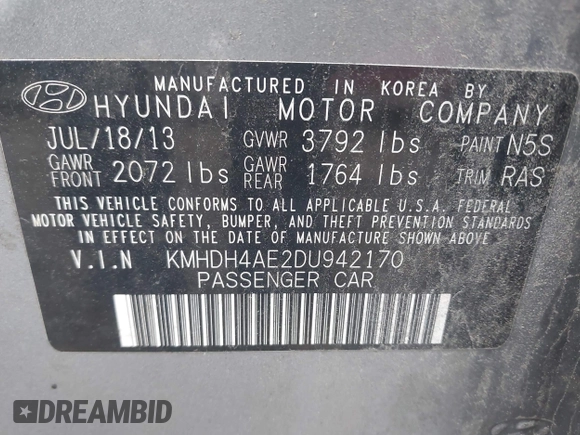 MANUFACTURED IN KOREA BY
HYUNDAI MOTOR COMPANY
JUL/18/13 GVWR 3792 lbs PAINT N5S
GAWR FRONT 2072 lbs GAWR REAR 1764 lbs TRIM RAS
THIS VEHICLE CONFORMS TO ALL APPLICABLE U.S.A. FEDERAL
MOTOR VEHICLE SAFETY, BUMPER, AND THEFT PREVENTION STANDARDS
IN EFFECT ON THE DATE OF MANUFACTURE SHOWN ABOVE
V.I.N KMHDH4AE2DU942170
PASSENGER CAR
DREAMBID